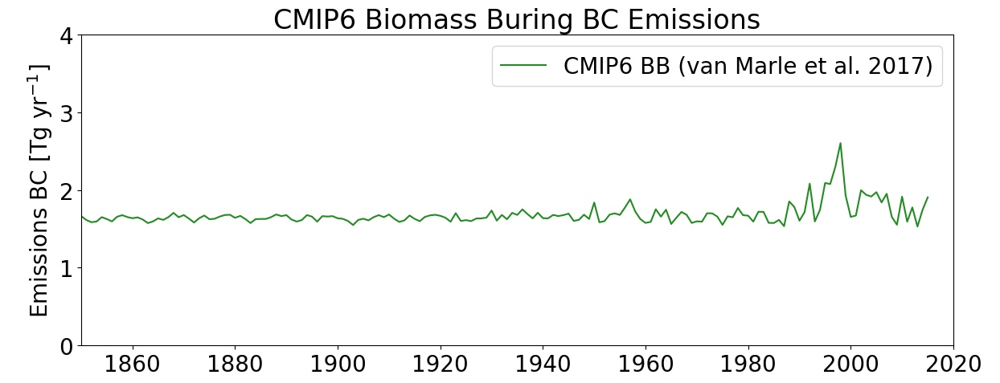 CMIP6 Biomass Buring BC Emissions
CMIP6 BB (van Marle et al. 2017)
Emissions BC [Tg yr⁻¹]
4
3
2
1
0
1860 1880 1900 1920 1940 1960 1980 2000 2020